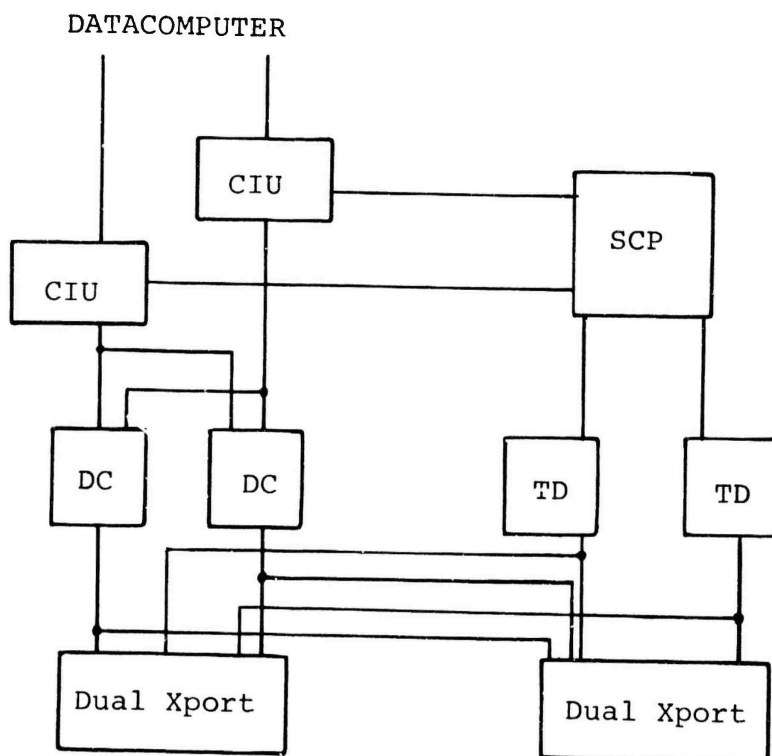 DATACOMPUTER
CIU
SCP
CIU
DC
DC
TD
TD
Dual Xport
Dual Xport